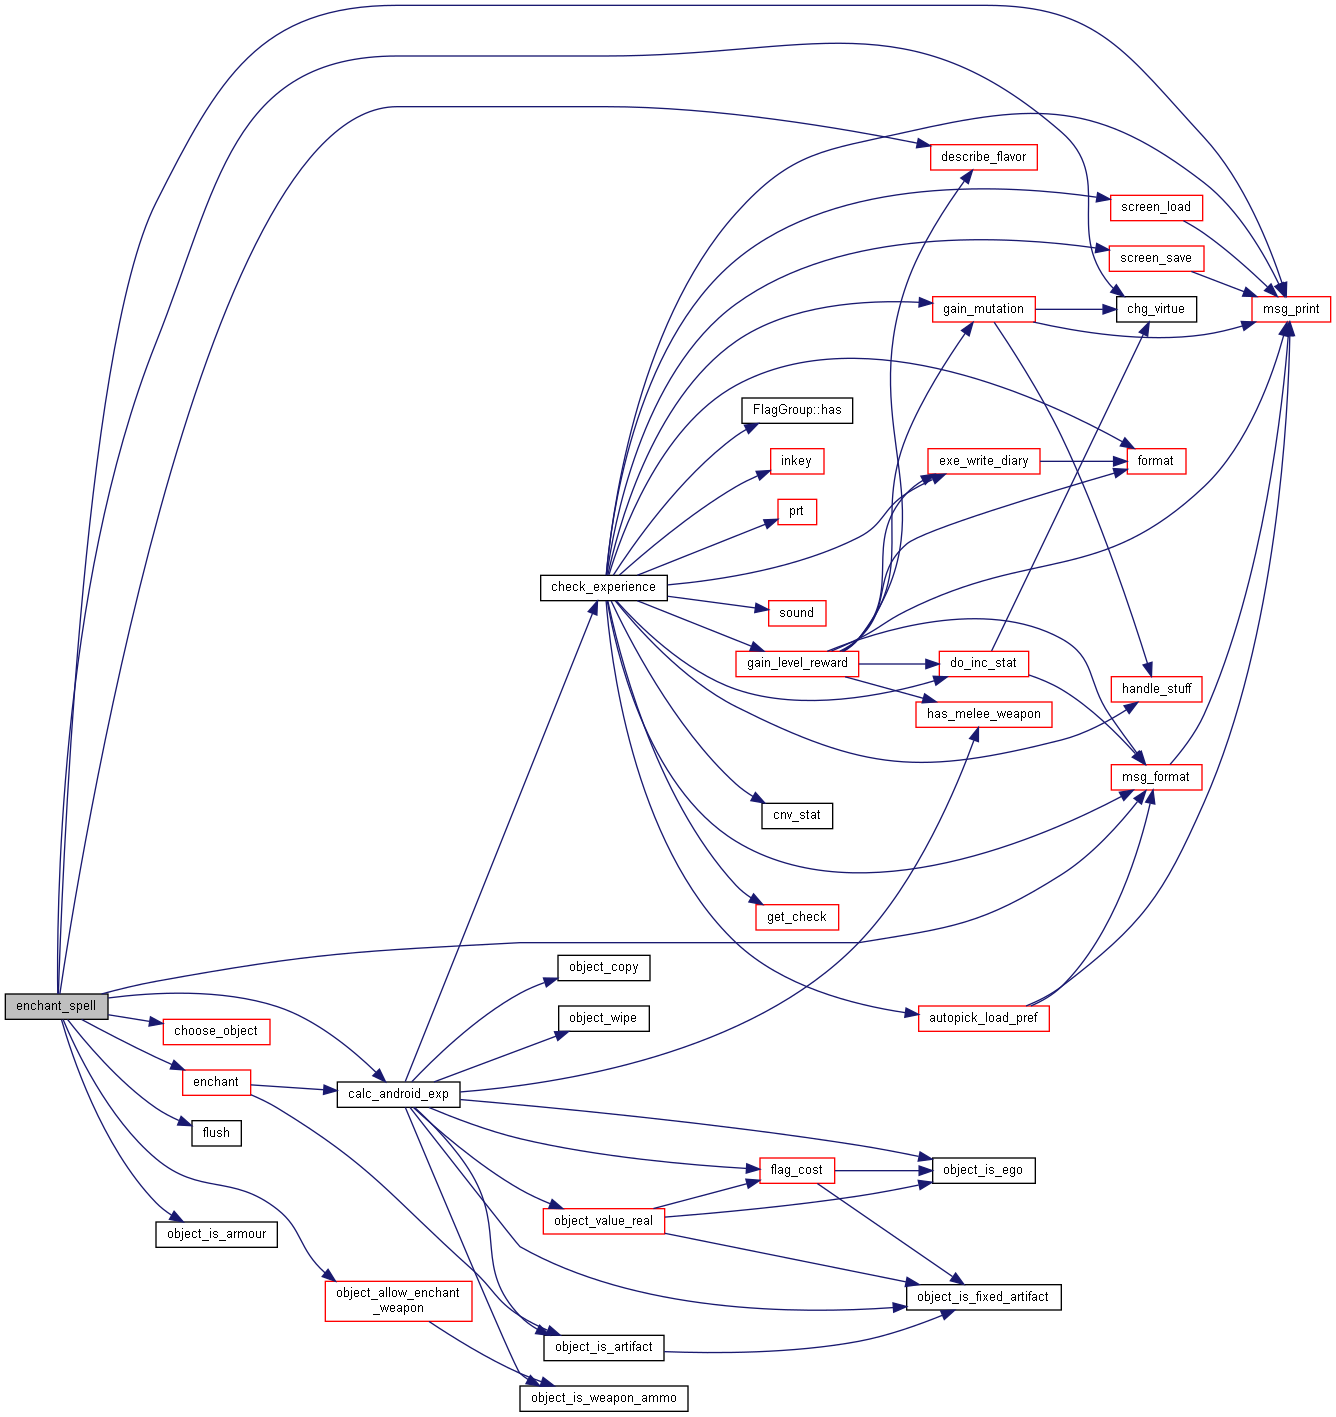 describe_flavor
screen_load
screen_save
gain_mutation
chg_virtue
msg_print
FlagGroup::has
inkey
exe_write_diary
format
prt
check_experience
sound
gain_level_reward
do_inc_stat
handle_stuff
has_melee_weapon
msg_format
cnv_stat
get_check
object_copy
enchant_spell
object_wipe
autopick_load_pref
choose_object
enchant
calc_android_exp
flush
flag_cost
object_is_ego
object_value_real
object_is_armour
object_allow_enchant
_weapon
object_is_fixed_artifact
object_is_artifact
object_is_weapon_ammo